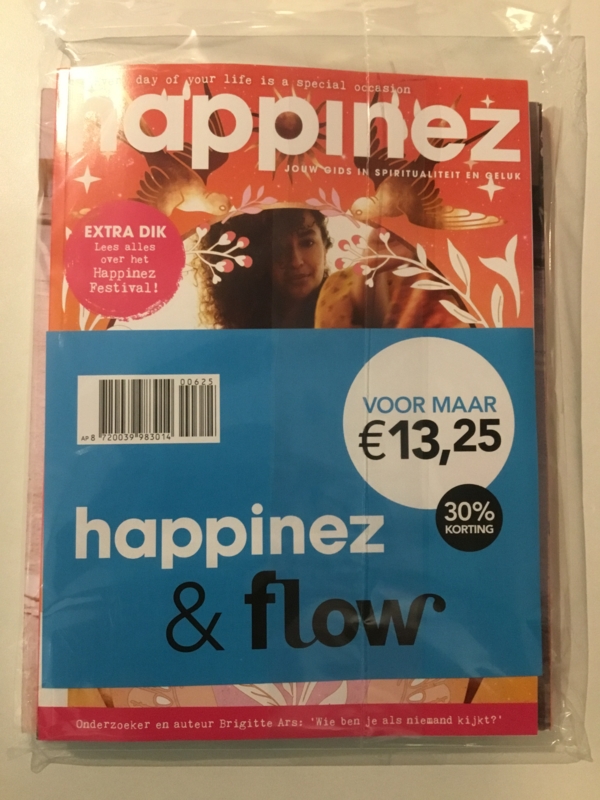 day of your life is a special occasion
happinez
JOUW GIDS IN SPIRITUALITEIT EN GELUK
EXTRA DIK
Lees alles
over het
Happinez
Festival!
00625
AP 8 720039 983014
VOOR MAAR
€13,25
30%
KORTING
happinez
& flow
Onderzoeker en auteur Brigitte Ars: 'Wie ben je als niemand kijkt?'